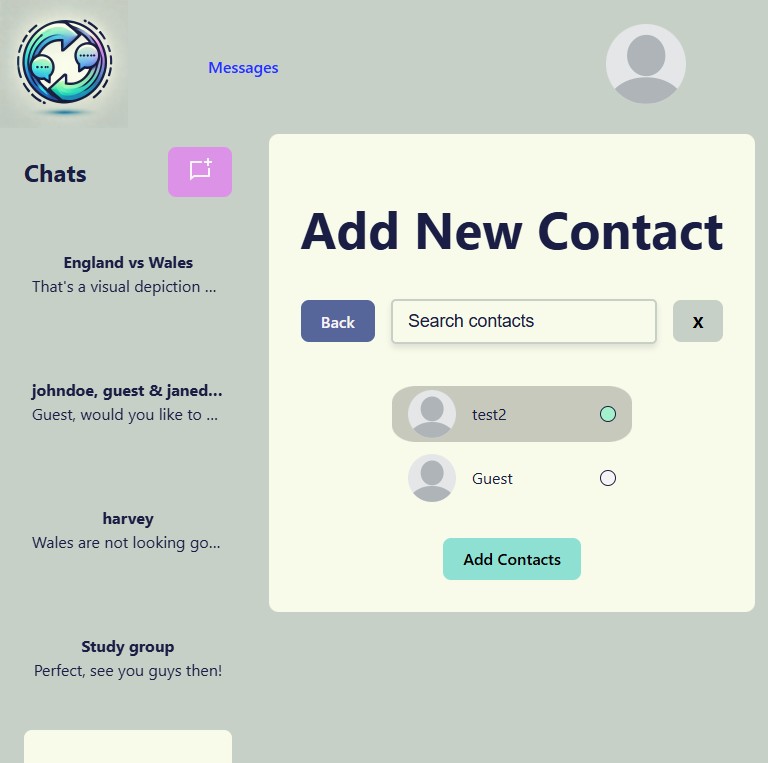 Messages
Chats
England vs Wales
That's a visual depiction ...
johndoe, guest & janed...
Guest, would you like to ...
harvey
Wales are not looking go...
Study group
Perfect, see you guys then!
Add New Contact
Back
Search contacts
X
test2
Guest
Add Contacts